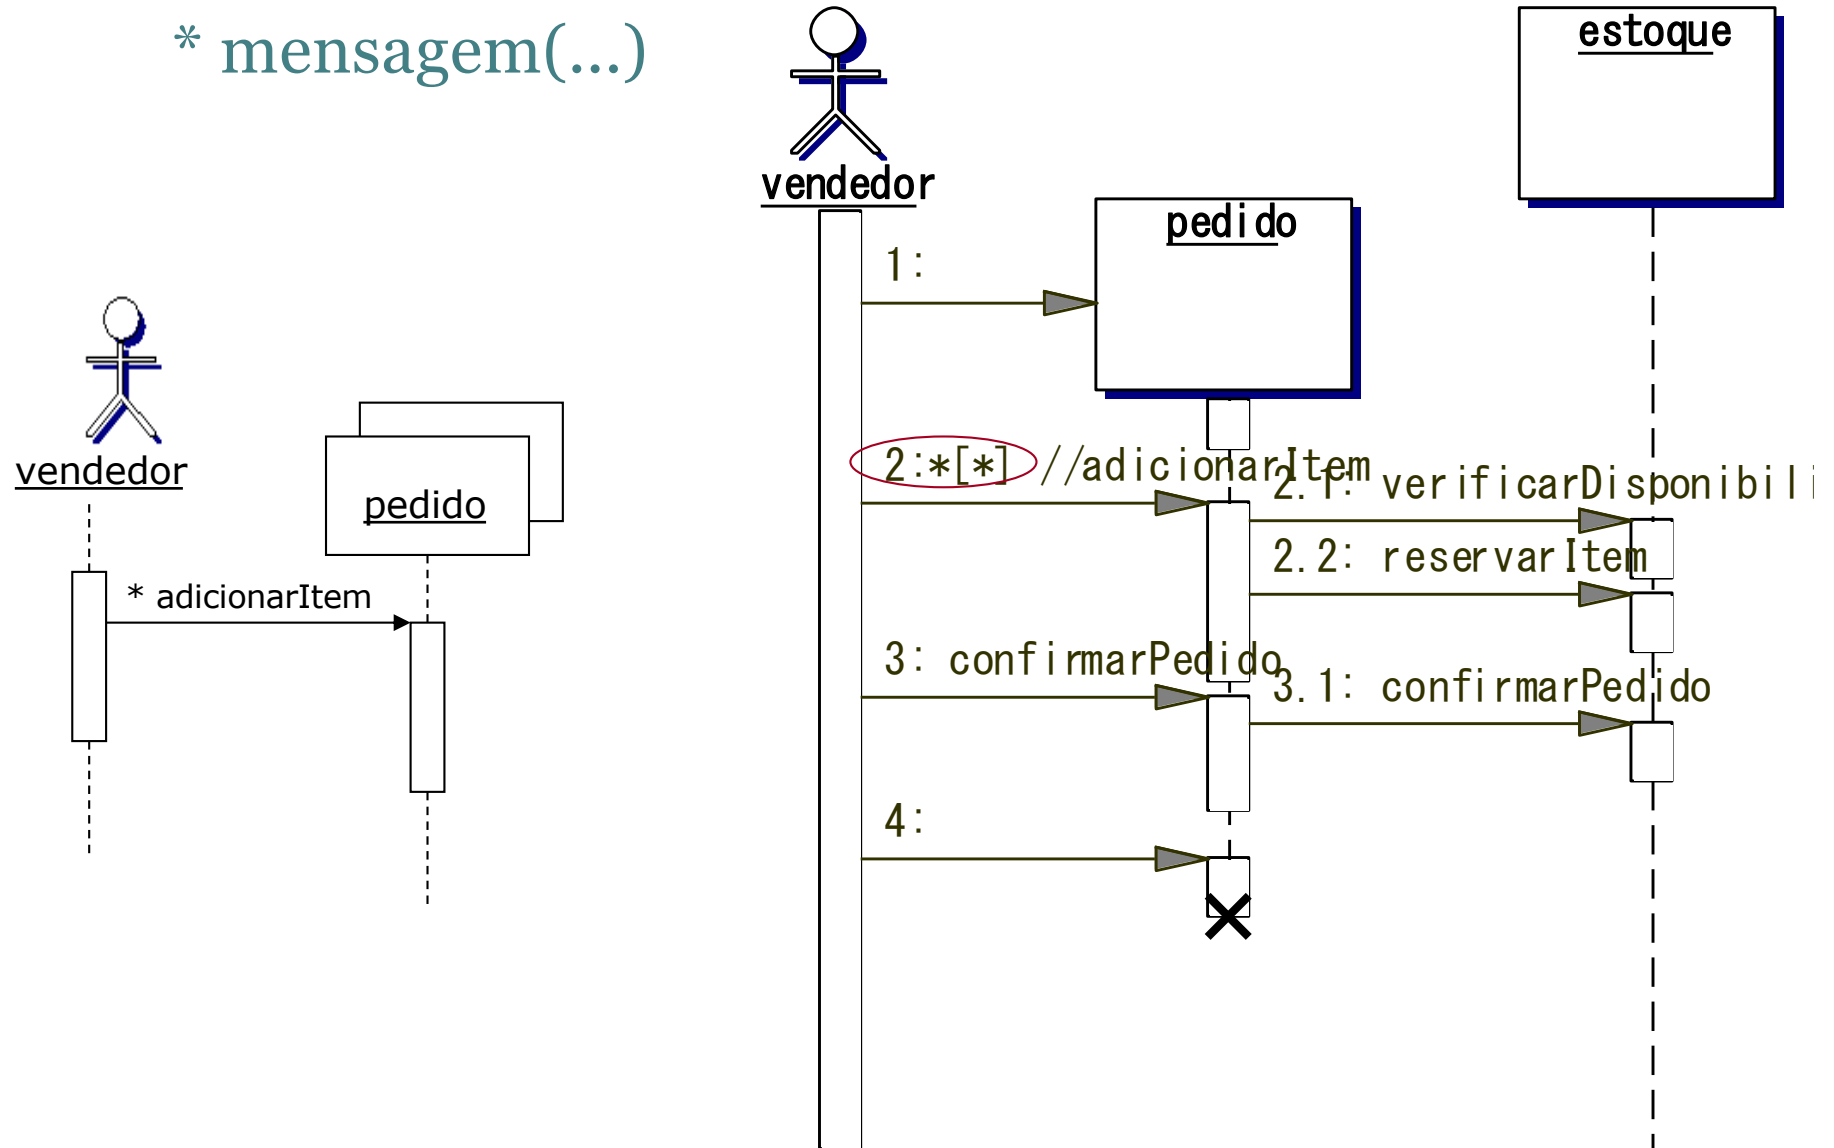 * mensagem(...)
vendedor
pedido
* adicionarItem
vendedor
estoque
pedido
1:
2:*[*] //adicionarItem
2.1: verificarDisponibili
2.2: reservarItem
3: confirmarPedido
3.1: confirmarPedido
4: